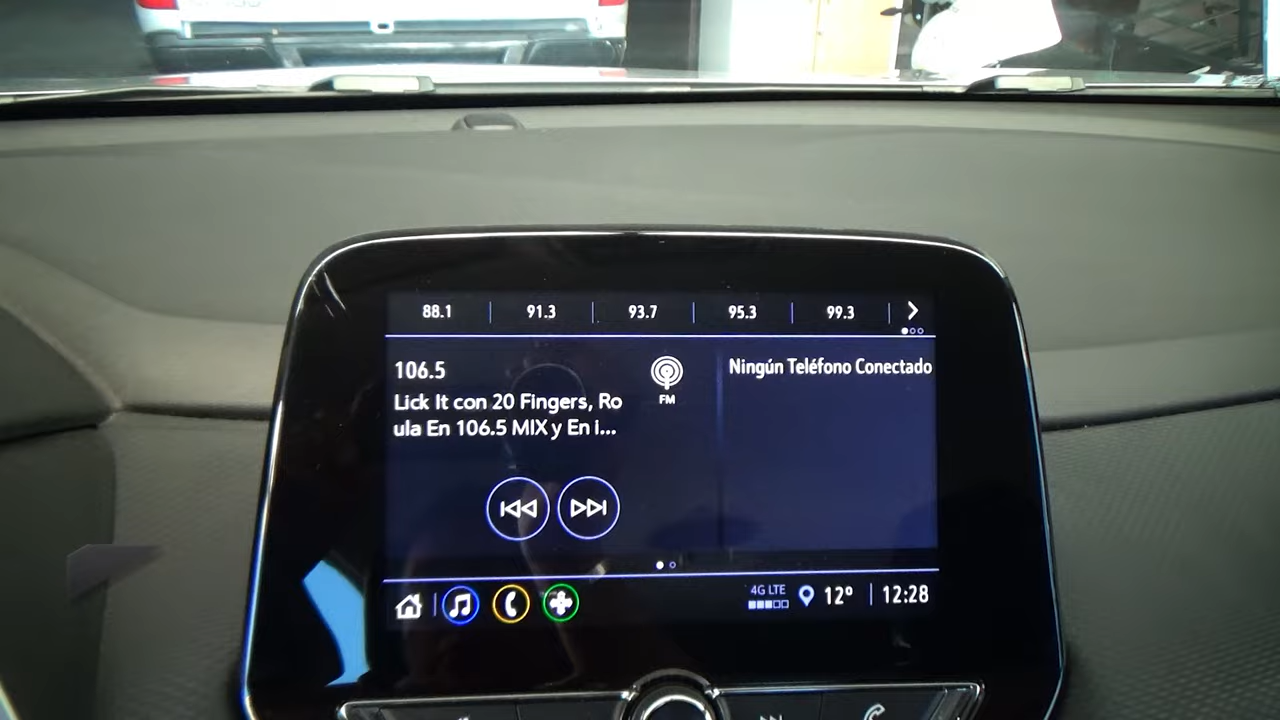 88.1 91.3 93.7 95.3 99.3
106.5
FM
Ningún Teléfono Conectado
Lick It con 20 Fingers, Ro
ula En 106.5 MIX y En i...
4G LTE
12° 12:28